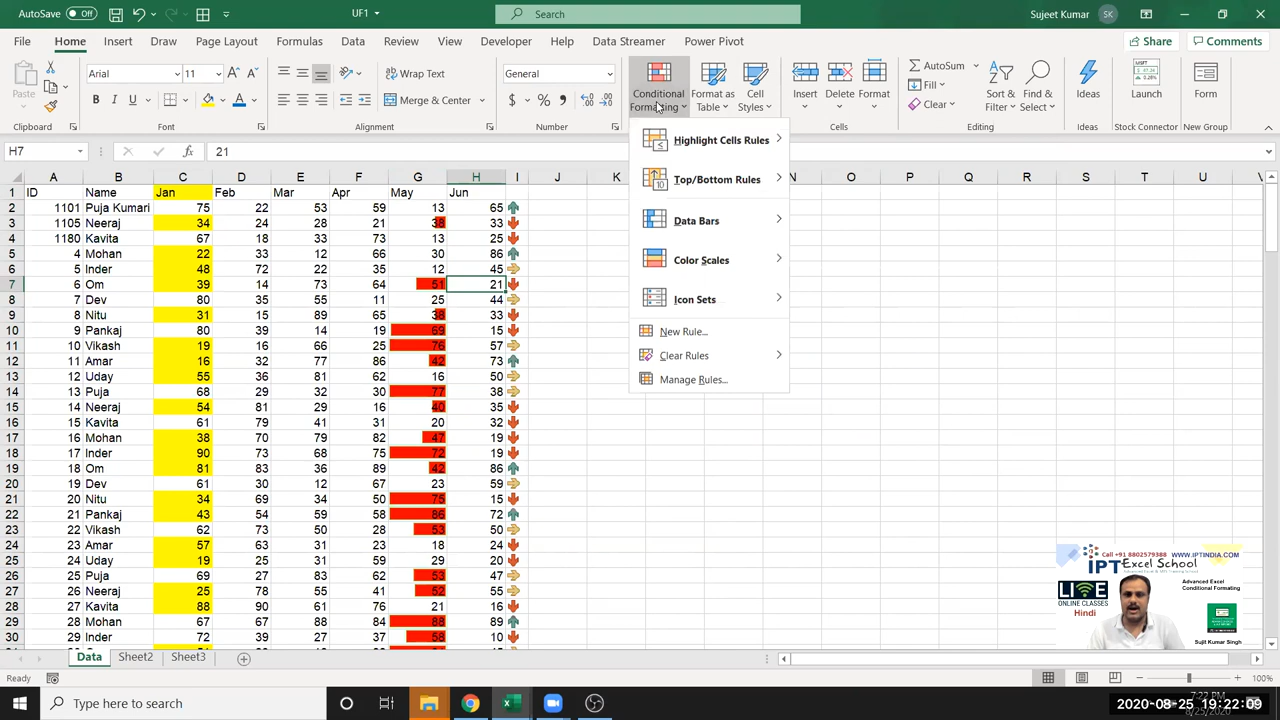 UF1
Search
Sujeet Kumar
SK
File Home Insert Draw Page Layout Formulas Data Review View Developer Help Data Streamer Power Pivot
Share
Comments
Paste
Arial 11
B I U
Wrap Text
Merge & Center
General
Conditional Formatting
Format as Table
Cell Styles
Insert
Delete
Format
AutoSum
Fill
Clear
Sort & Filter
Find & Select
Ideas
Launch
Form
Clipboard Font Alignment Number Cells Editing Ideas Stock Connector New Group
H7 fx 21
Highlight Cells Rules
Top/Bottom Rules
Data Bars
Color Scales
Icon Sets
New Rule...
Clear Rules
Manage Rules...
A B C D E F G H I J K N O P Q R S T U
1 ID Name Jan Feb Mar Apr May Jun
2 1101 Puja Kumari 75 22 53 59 13 65
3 1105 Neeraj 34 24 28 21 38 33
4 1180 Kavita 67 18 33 73 13 25
5 4 Mohan 22 33 12 66 30 86
6 5 Inder 48 72 22 35 12 45
7 6 Om 39 14 73 64 51 21
8 7 Dev 80 35 55 11 25 44
9 8 Nitu 31 15 89 65 38 33
10 9 Pankaj 80 39 14 19 69 15
11 10 Vikash 19 16 66 25 76 57
12 11 Amar 16 32 77 86 42 73
13 12 Uday 55 36 81 62 16 50
14 13 Puja 68 29 32 61 77 38
15 14 Neeraj 54 81 29 16 40 35
16 15 Kavita 61 79 41 31 20 32
17 16 Mohan 38 70 79 82 47 19
18 17 Inder 90 73 68 75 72 19
19 18 Om 81 83 36 89 42 86
20 19 Dev 61 30 12 67 23 59
21 20 Nitu 34 69 34 50 75 15
22 21 Pankaj 43 54 59 58 86 72
23 22 Vikash 62 73 50 28 53 50
24 23 Amar 57 63 31 23 18 24
25 24 Uday 19 25 31 59 29 20
26 25 Puja 69 27 83 62 53 47
27 26 Neeraj 25 78 55 41 52 55
28 27 Kavita 88 90 61 76 21 16
29 28 Mohan 67 67 88 84 88 89
30 29 Inder 72 39 27 37 58 10
Call +91 8802579388 WWW.IPTINDIA.COM
iPT Excel School
LIVE
ONLINE CLASSES
Hindi
Advanced Excel
Conditional Formating
Sujit Kumar Singh
Data Sheet2 Sheet3
Ready
100%
Type here to search
7:22 PM
2020-08-25 19:22:09
8/25/2020